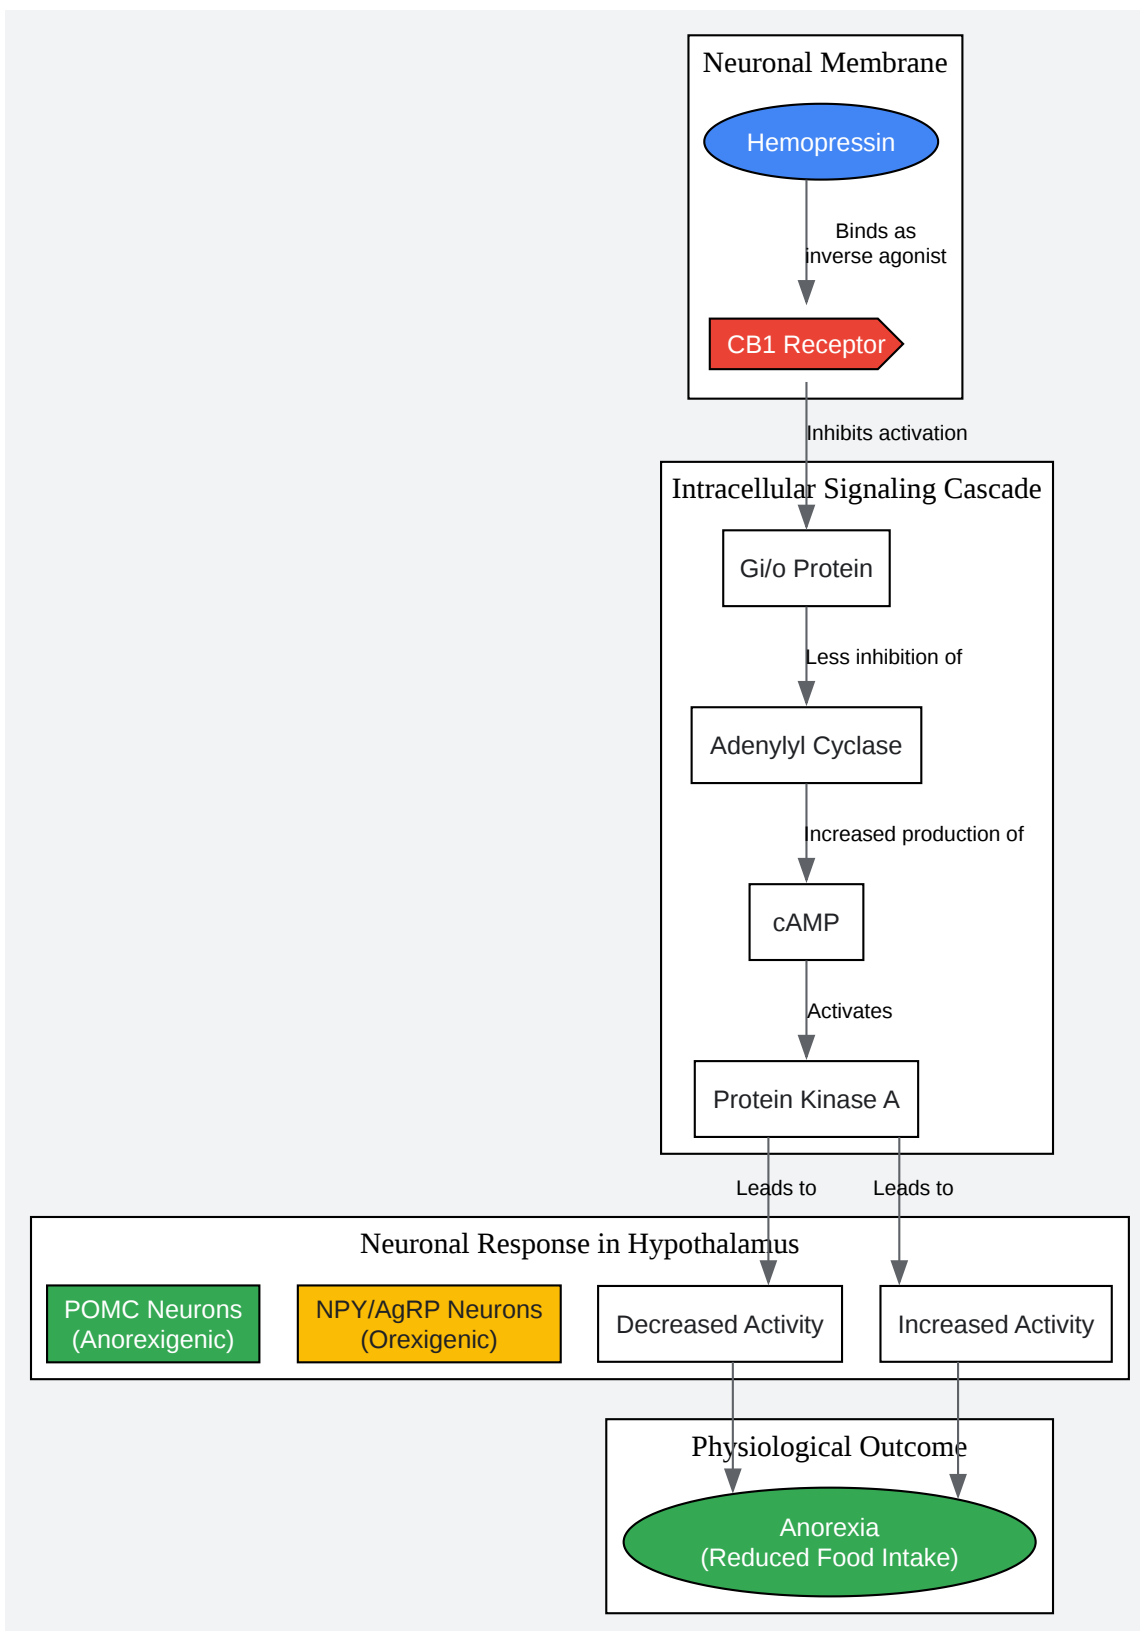 Neuronal Membrane
Hemopressin
Binds as
inverse agonist
CB1 Receptor
Inhibits activation
Intracellular Signaling Cascade
Gi/o Protein
Less inhibition of
Adenylyl Cyclase
Increased production of
cAMP
Activates
Protein Kinase A
Leads to
Leads to
Neuronal Response in Hypothalamus
POMC Neurons
(Anorexigenic)
NPY/AgRP Neurons
(Orexigenic)
Decreased Activity
Increased Activity
Physiological Outcome
Anorexia
(Reduced Food Intake)